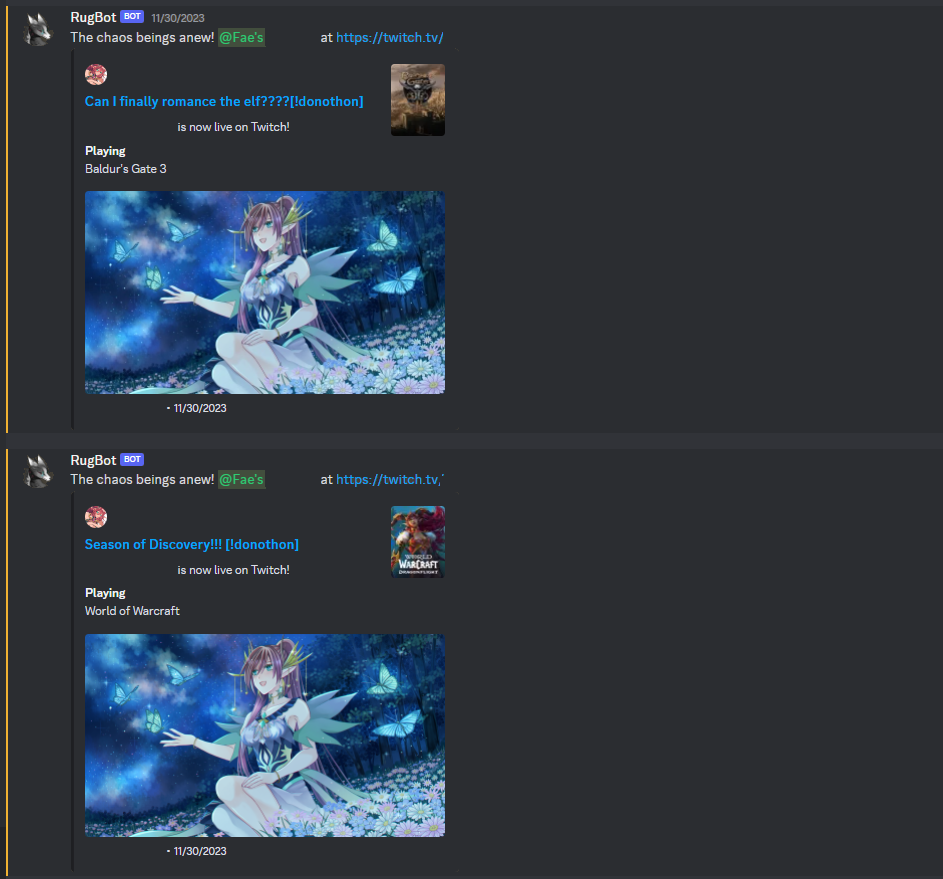 RugBot BOT 11/30/2023
The chaos beings anew! @Fae's at https://twitch.tv/
Can I finally romance the elf????[!donothon]
is now live on Twitch!
Playing
Baldur's Gate 3
• 11/30/2023
RugBot BOT
The chaos beings anew! @Fae's at https://twitch.tv/
Season of Discovery!!! [!donothon]
is now live on Twitch!
WORLD
WARCRAFT
DRAGONFLIGHT
Playing
World of Warcraft
• 11/30/2023